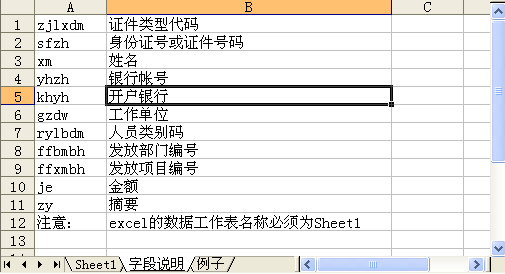 A B C
1 zjlxdm 证件类型代码
2 sfzh 身份证号或证件号码
3 xm 姓名
4 yhzh 银行帐号
5 khyh 开户银行
6 gzdw 工作单位
7 rylbdm 人员类别码
8 ffbmbh 发放部门编号
9 ffxmbh 发放项目编号
10 je 金额
11 zy 摘要
12 注意: excel的数据工作表名称必须为Sheet1
13
Sheet1 字段说明 例子